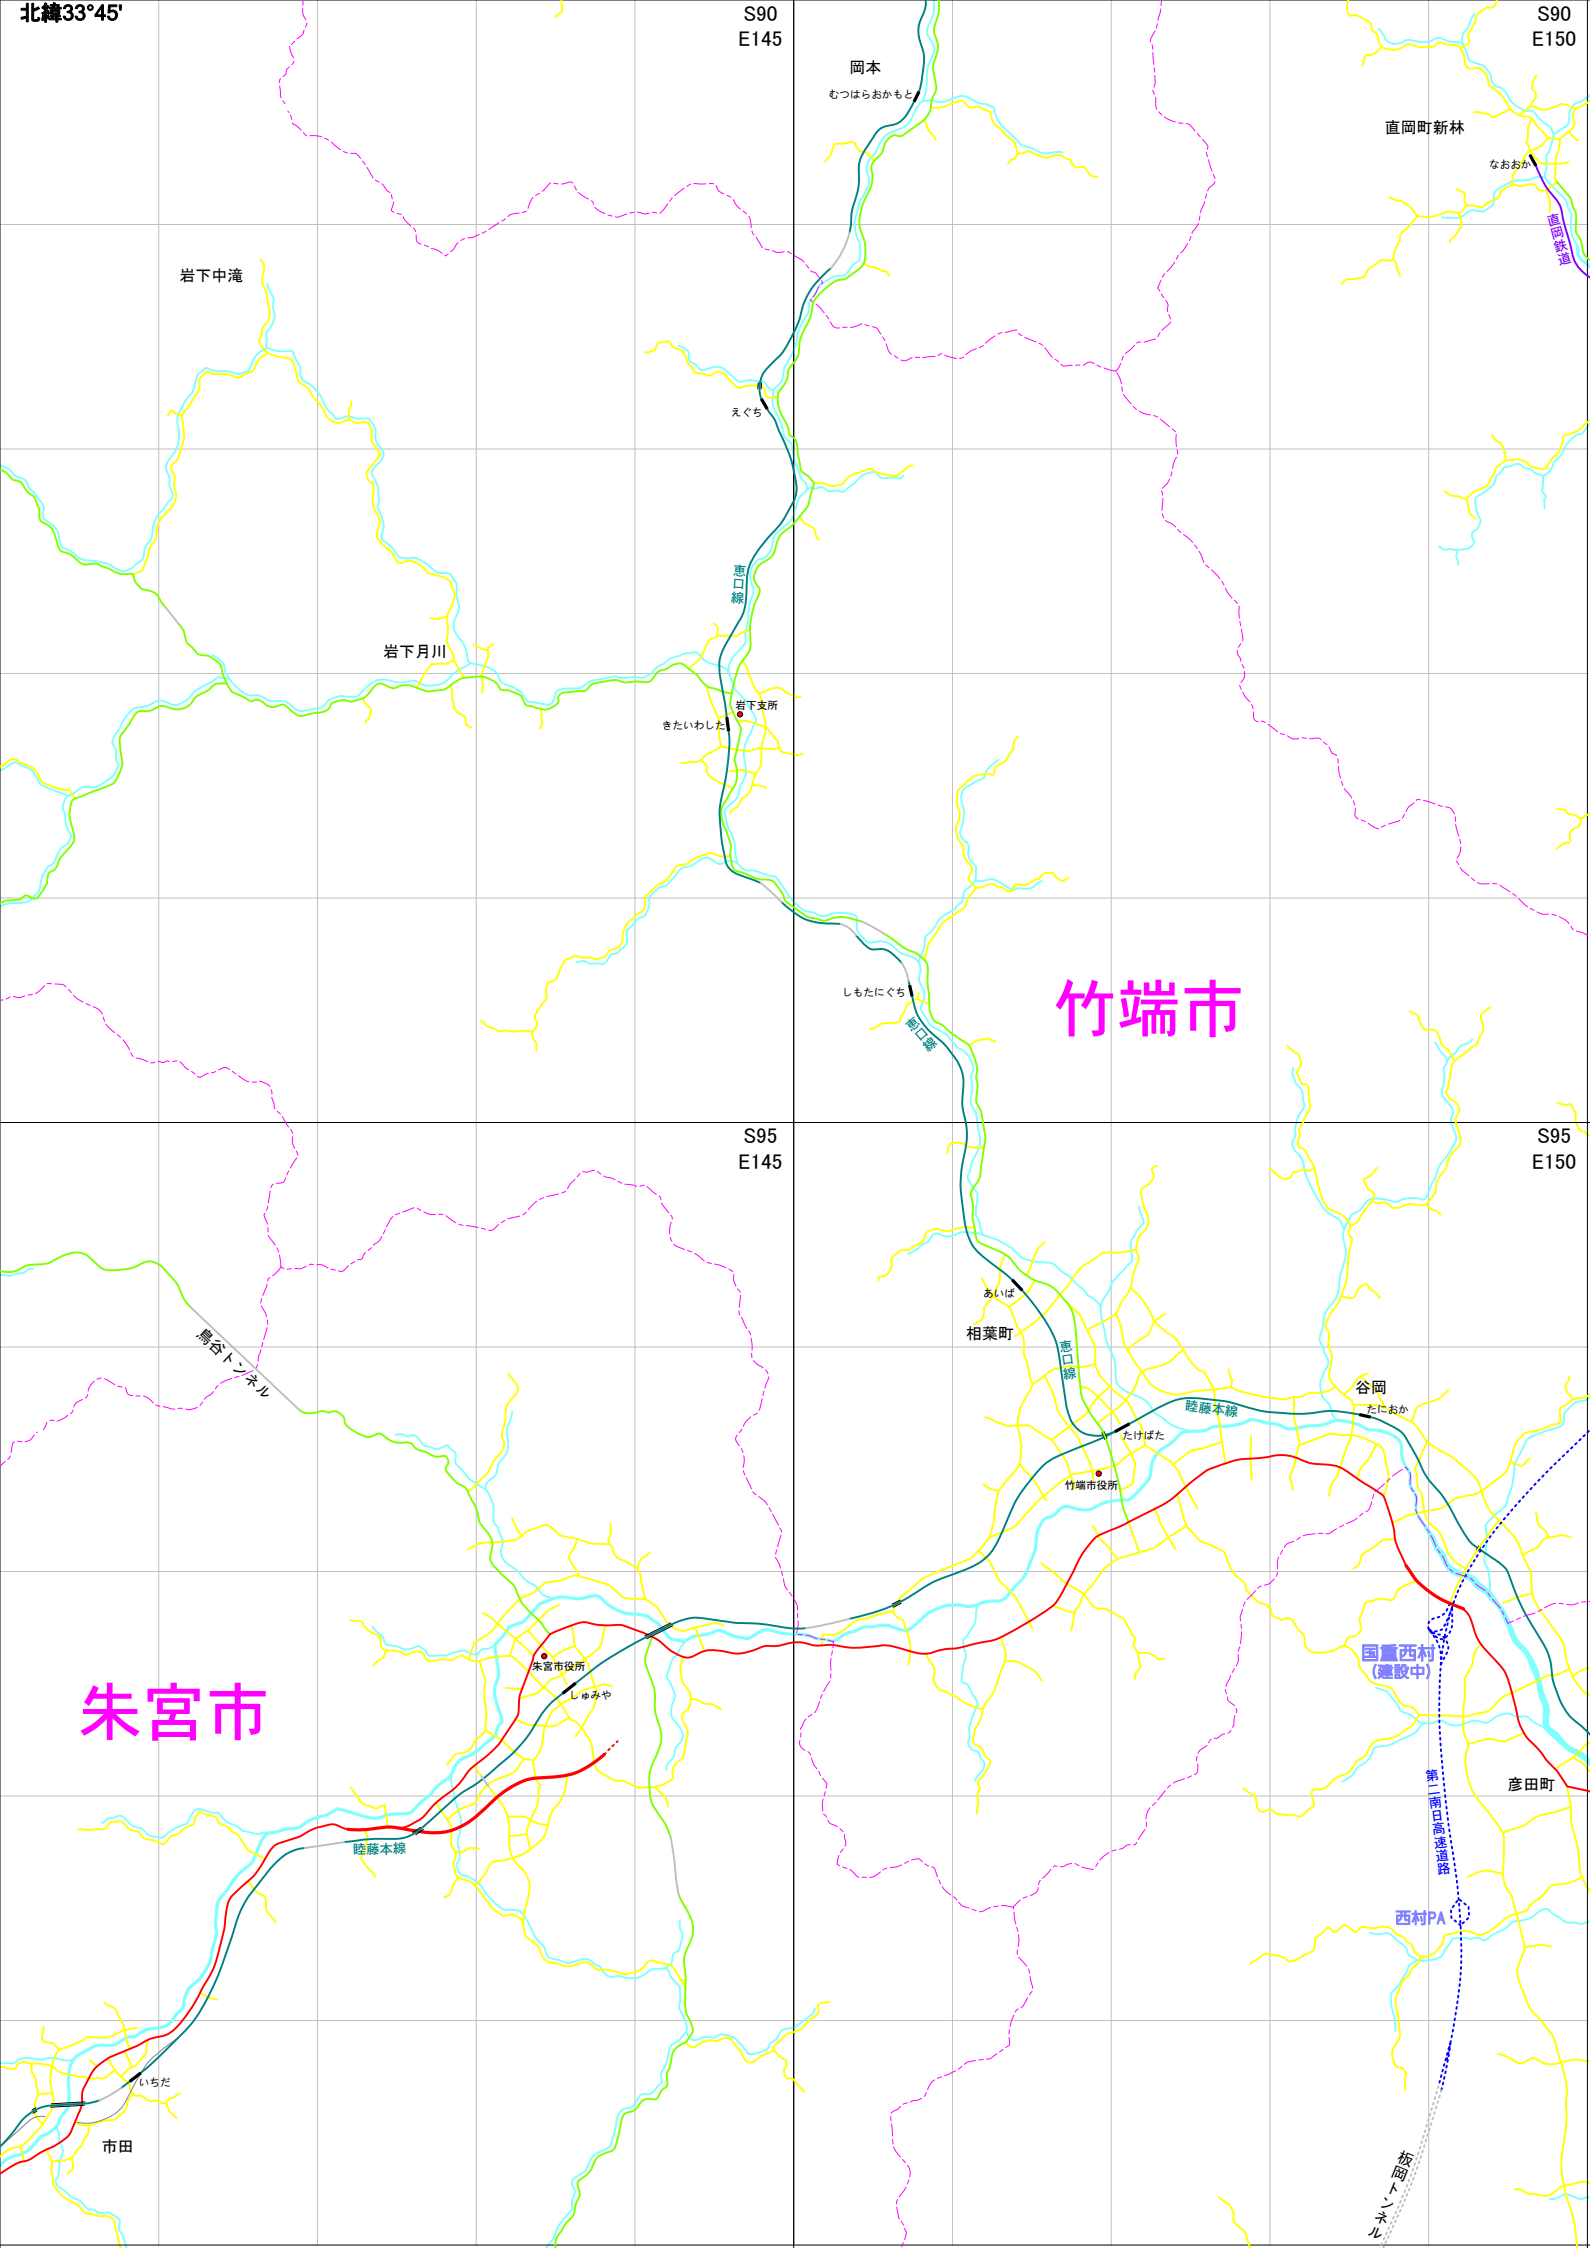 北緯33°45'
S90
E145
S90
E150
岡本
むつはらおかもと
直岡町新林
なおおか
直岡鉄道
岩下中滝
えぐち
恵口線
岩下月川
岩下支所
きたいわした
しもたにぐち
恵口線
竹端市
S95
E145
S95
E150
あいば
相葉町
恵口線
鳥谷トンネル
谷岡
たにおか
睦藤本線
たけばた
竹端市役所
朱宮市役所
しゅみや
朱宮市
国重西村
(建設中)
第二南日高速道路
彦田町
睦藤本線
西村PA
いちだ
市田
板岡トンネル